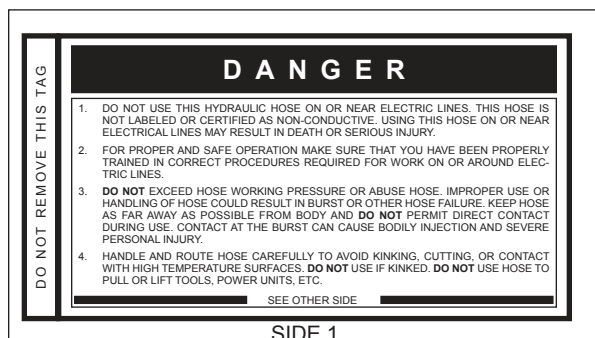 DO NOT REMOVE THIS TAG
DANGER
1. DO NOT USE THIS HYDRAULIC HOSE ON OR NEAR ELECTRIC LINES. THIS HOSE IS
NOT LABELED OR CERTIFIED AS NON-CONDUCTIVE. USING THIS HOSE ON OR NEAR
ELECTRICAL LINES MAY RESULT IN DEATH OR SERIOUS INJURY.
2. FOR PROPER AND SAFE OPERATION MAKE SURE THAT YOU HAVE BEEN PROPERLY
TRAINED IN CORRECT PROCEDURES REQUIRED FOR WORK ON OR AROUND ELEC-
TRIC LINES.
3. DO NOT EXCEED HOSE WORKING PRESSURE OR ABUSE HOSE. IMPROPER USE OR
HANDLING OF HOSE COULD RESULT IN BURST OR OTHER HOSE FAILURE. KEEP HOSE
AS FAR AWAY AS POSSIBLE FROM BODY AND DO NOT PERMIT DIRECT CONTACT
DURING USE. CONTACT AT THE BURST CAN CAUSE BODILY INJECTION AND SEVERE
PERSONAL INJURY.
4. HANDLE AND ROUTE HOSE CAREFULLY TO AVOID KINKING, CUTTING, OR CONTACT
WITH HIGH TEMPERATURE SURFACES. DO NOT USE IF KINKED. DO NOT USE HOSE TO
PULL OR LIFT TOOLS, POWER UNITS, ETC.
SEE OTHER SIDE
SIDE 1